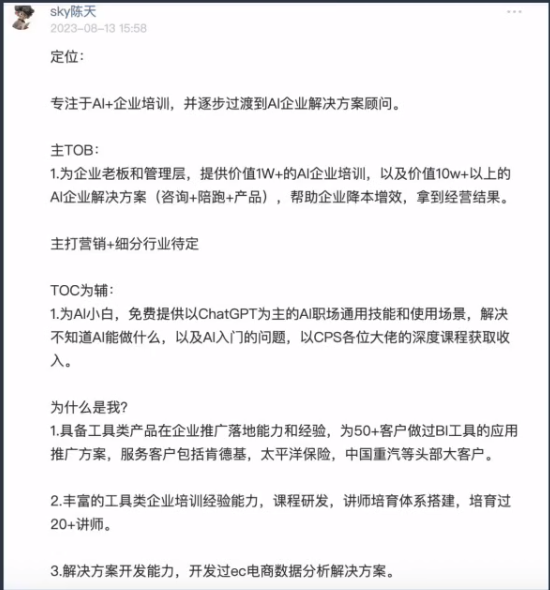 sky陈天
2023-08-13 15:58
定位：
专注于AI+企业培训，并逐步过渡到AI企业解决方案顾问。
主TOB：
1.为企业老板和管理层，提供价值1W+的AI企业培训，以及价值10w+以上的
AI企业解决方案（咨询+陪跑+产品），帮助企业降本增效，拿到经营结果。
主打营销+细分行业待定
TOC为辅：
1.为AI小白，免费提供以ChatGPT为主的AI职场通用技能和使用场景，解决
不知道AI能做什么，以及AI入门的问题，以CPS各位大佬的深度课程获取收
入。
为什么是我？
1.具备工具类产品在企业推广落地能力和经验，为50+客户做过BI工具的应用
推广方案，服务客户包括肯德基，太平洋保险，中国重汽等头部大客户。
2.丰富的工具类企业培训经验能力，课程研发，讲师培育体系搭建，培育过
20+讲师。
3.解决方案开发能力，开发过ec电商数据分析解决方案。